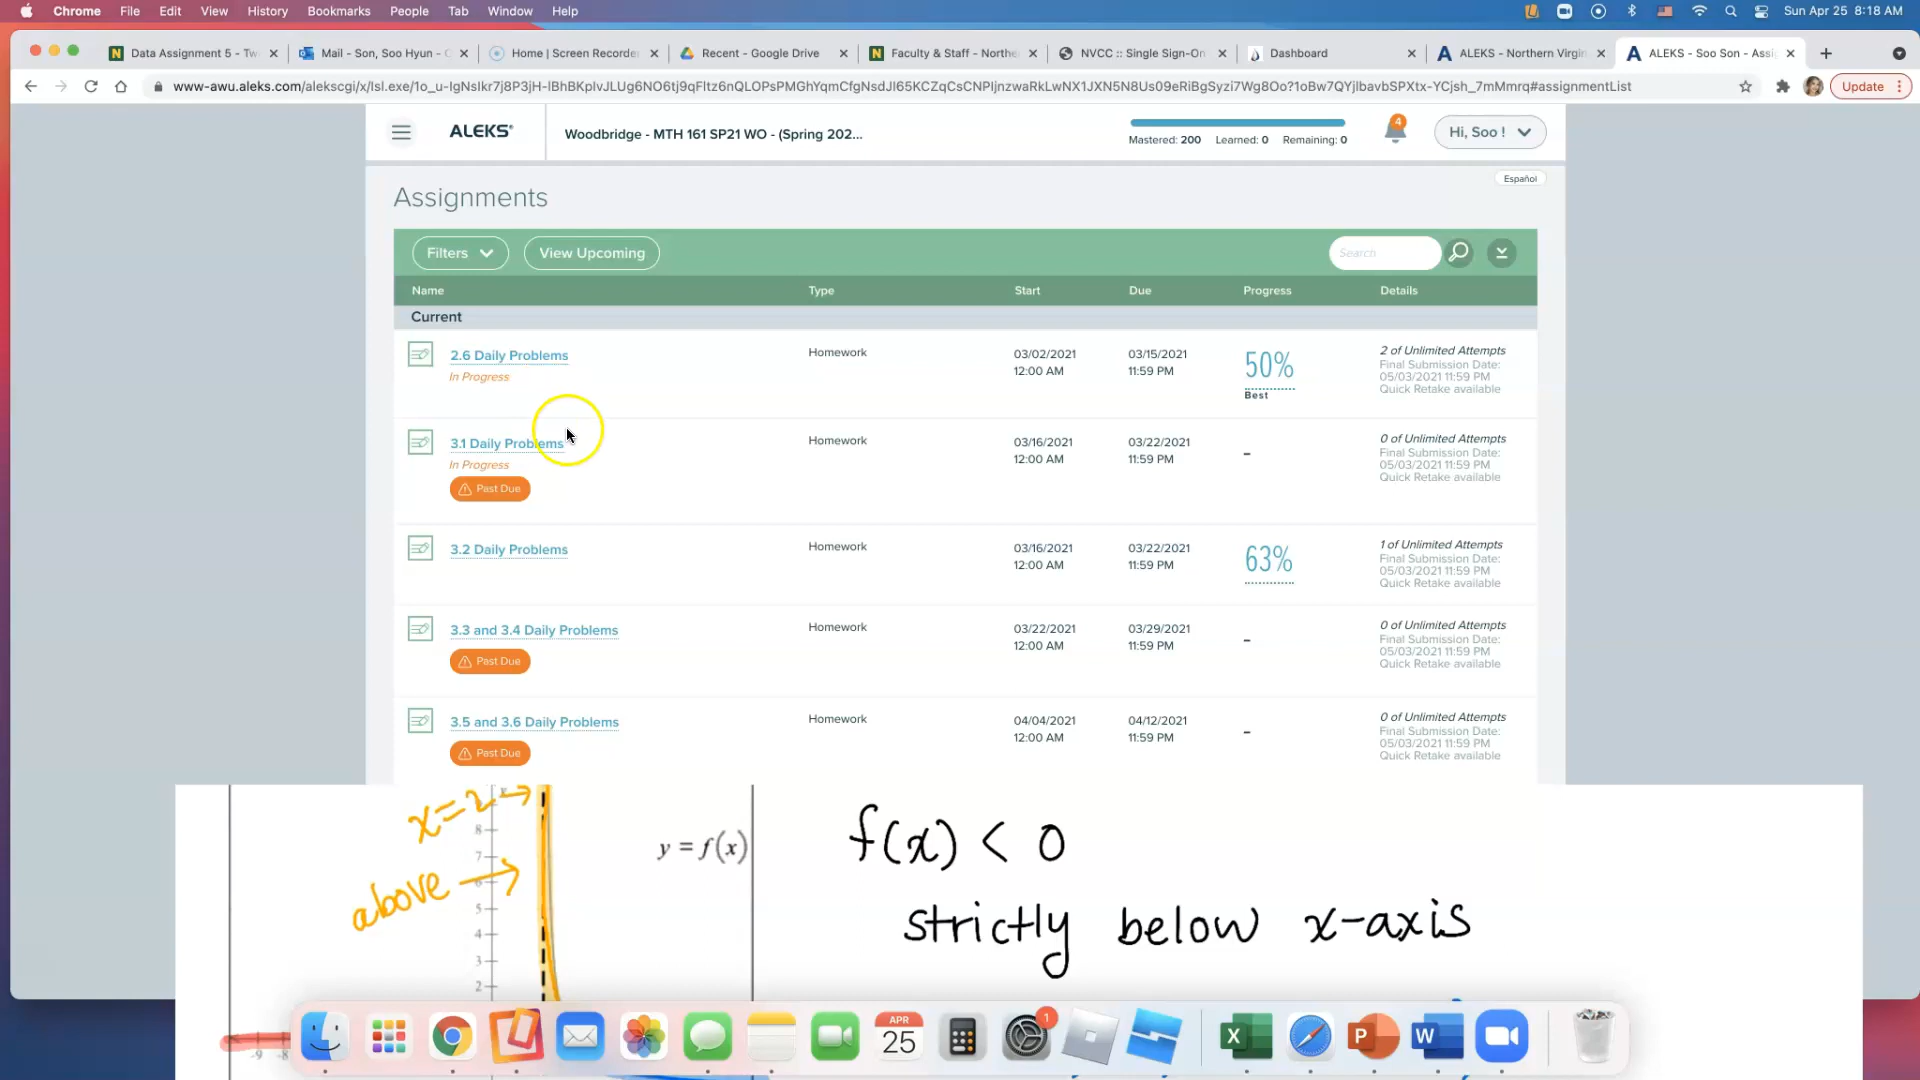 Chrome File Edit View History Bookmarks People Tab Window Help Sun Apr 25 8:18 AM
Data Assignment 5 - Tw Mail - Son, Soo Hyun - Home | Screen Recorde Recent - Google Drive Faculty & Staff - Northe NVCC :: Single Sign-On Dashboard ALEKS - Northern Virgin ALEKS - Soo Son - Assi
Update
ALEKS Woodbridge - MTH 161 SP21 WO - (Spring 202... Mastered: 200 Learned: 0 Remaining: 0 4 Hi, Soo !
Español
Assignments
Filters View Upcoming Search
Name Type Start Due Progress Details
Current
2.6 Daily Problems Homework 03/02/2021 12:00 AM 03/15/2021 11:59 PM 50% Best 2 of Unlimited Attempts
In Progress Final Submission Date: 05/03/2021 11:59 PM
Quick Retake available
3.1 Daily Problems Homework 03/16/2021 12:00 AM 03/22/2021 11:59 PM - 0 of Unlimited Attempts
In Progress Final Submission Date: 05/03/2021 11:59 PM
Past Due Quick Retake available
3.2 Daily Problems Homework 03/16/2021 12:00 AM 03/22/2021 11:59 PM 63% 1 of Unlimited Attempts
Final Submission Date: 05/03/2021 11:59 PM
Quick Retake available
3.3 and 3.4 Daily Problems Homework 03/22/2021 12:00 AM 03/29/2021 11:59 PM - 0 of Unlimited Attempts
Past Due Final Submission Date: 05/03/2021 11:59 PM
Quick Retake available
3.5 and 3.6 Daily Problems Homework 04/04/2021 12:00 AM 04/12/2021 11:59 PM - 0 of Unlimited Attempts
Past Due Final Submission Date: 05/03/2021 11:59 PM
Quick Retake available
x=2
above
8
7
6
5
4
3
2
y = f(x)
f(x) < 0
strictly below x-axis
-9 -8
APR
25
1
X P W